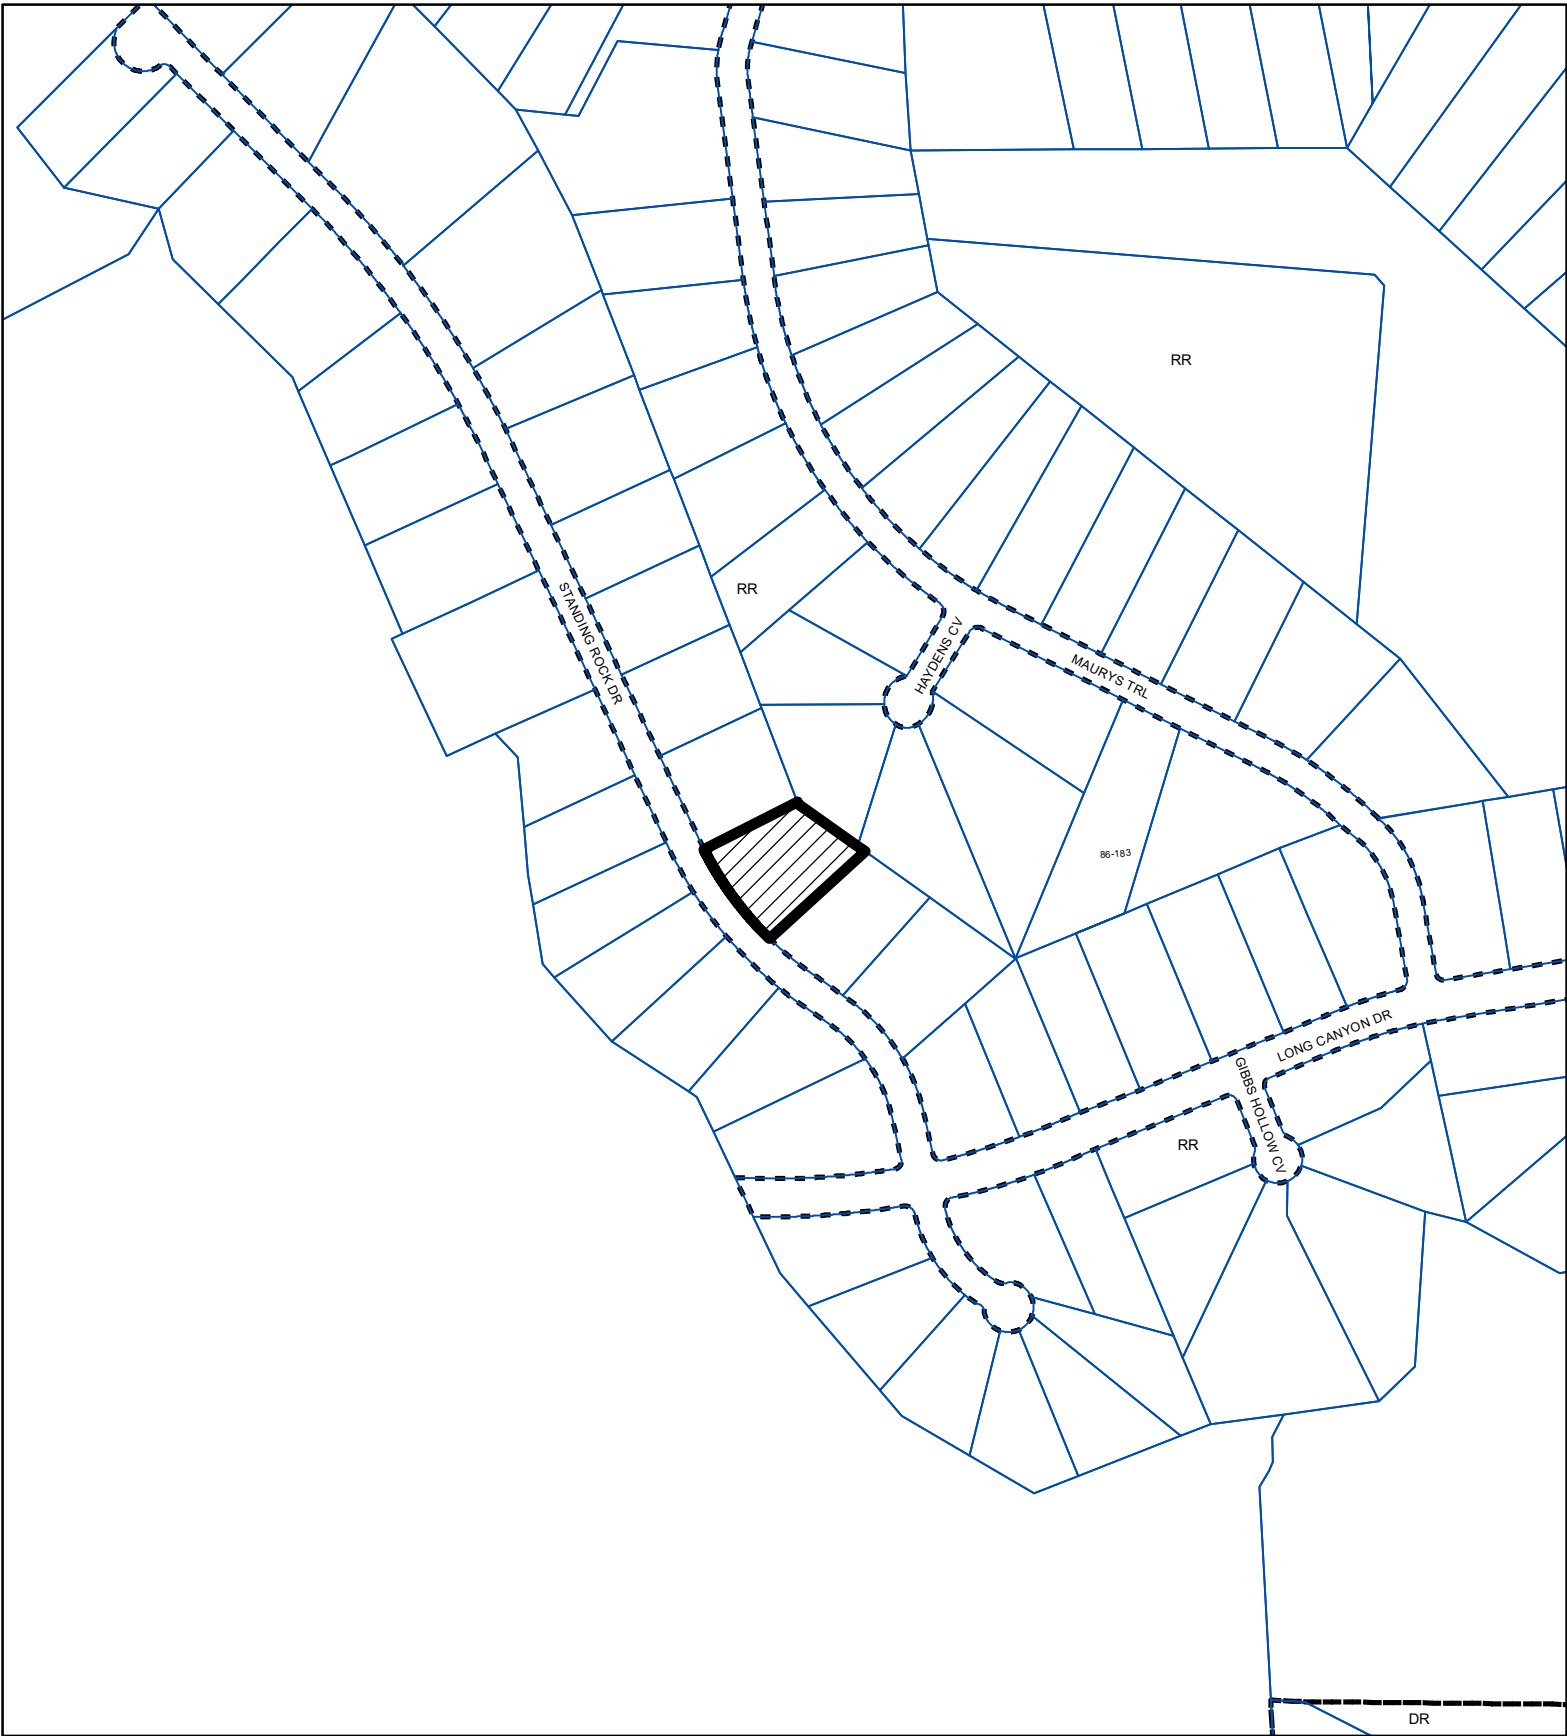 RR
RR
STANDING ROCK DR
HAYDENS CV
MAURYS TRL
86-183
LONG CANYON DR
GIBBS HOLLOW CV
RR
DR